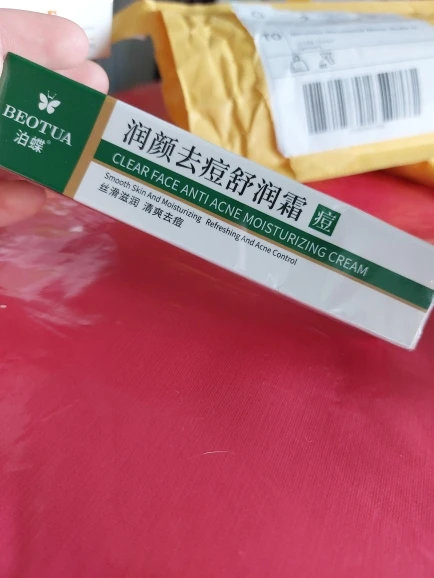 BEOTUA
泊蝶®
润颜去痘舒润霜 痘
CLEAR FACE ANTI ACNE MOISTURIZING CREAM
Smooth Skin And Moisturizing Refreshing And Acne Control
丝滑滋润 清爽去痘
TO